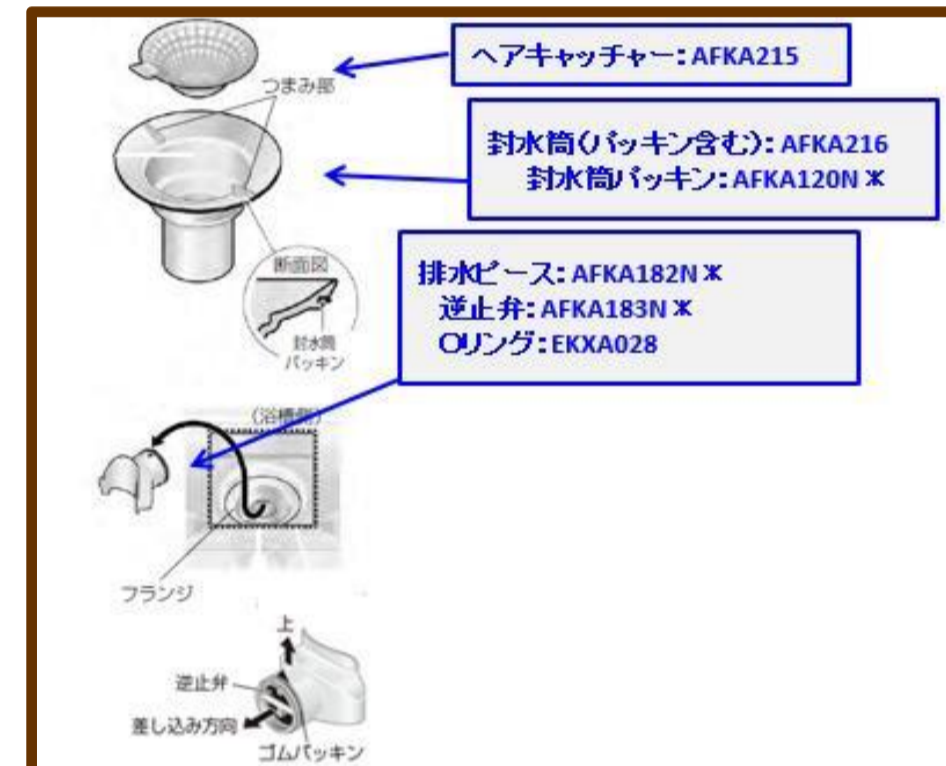 ヘアキャッチャー:AFKA215
つまみ部
封水筒(パッキン含む):AFKA216
封水筒パッキン:AFKA120N *
断面図
封水筒
パッキン
排水ピース:AFKA182N *
逆止弁:AFKA183N *
Oリング:EKXA028
(浴槽側)
フランジ
上
逆止弁
差し込み方向
ゴムパッキン